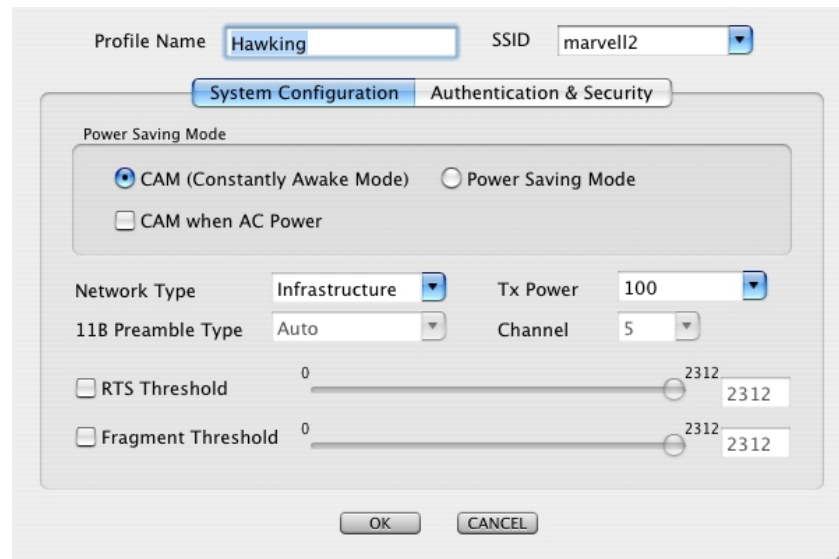 Profile Name Hawking SSID marvell2
System Configuration Authentication & Security
Power Saving Mode
CAM (Constantly Awake Mode) Power Saving Mode
CAM when AC Power
Network Type Infrastructure Tx Power 100
11B Preamble Type Auto Channel 5
RTS Threshold 0 2312 2312
Fragment Threshold 0 2312 2312
OK CANCEL